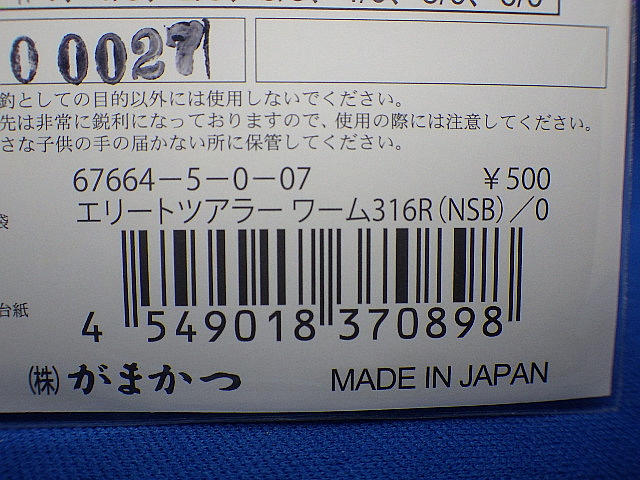 0 0027
釣としての目的以外には使用しないでください。
先は非常に鋭利になっておりますので、使用の際には注意してください。
さな子供の手の届かない所に保管してください。
67664-5-0-07 ¥500
エリートツアラー ワーム316R(NSB)/0
袋
台紙
4 549018 370898
(株)がまかつ MADE IN JAPAN